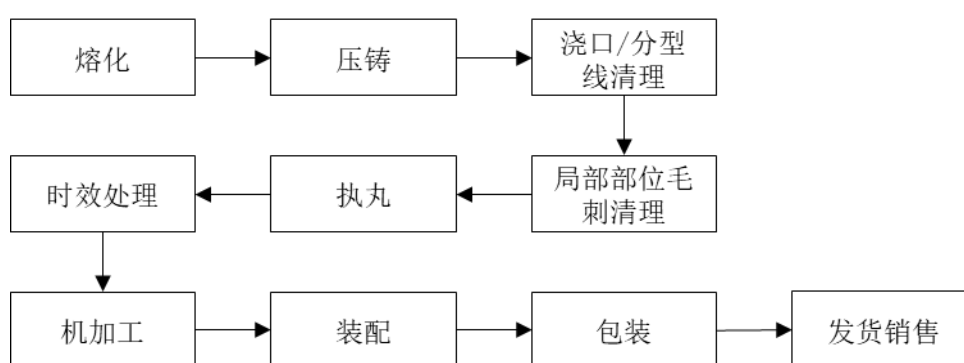 熔化
压铸
浇口/分型
线清理
局部部位毛
刺清理
执丸
时效处理
机加工
装配
包装
发货销售